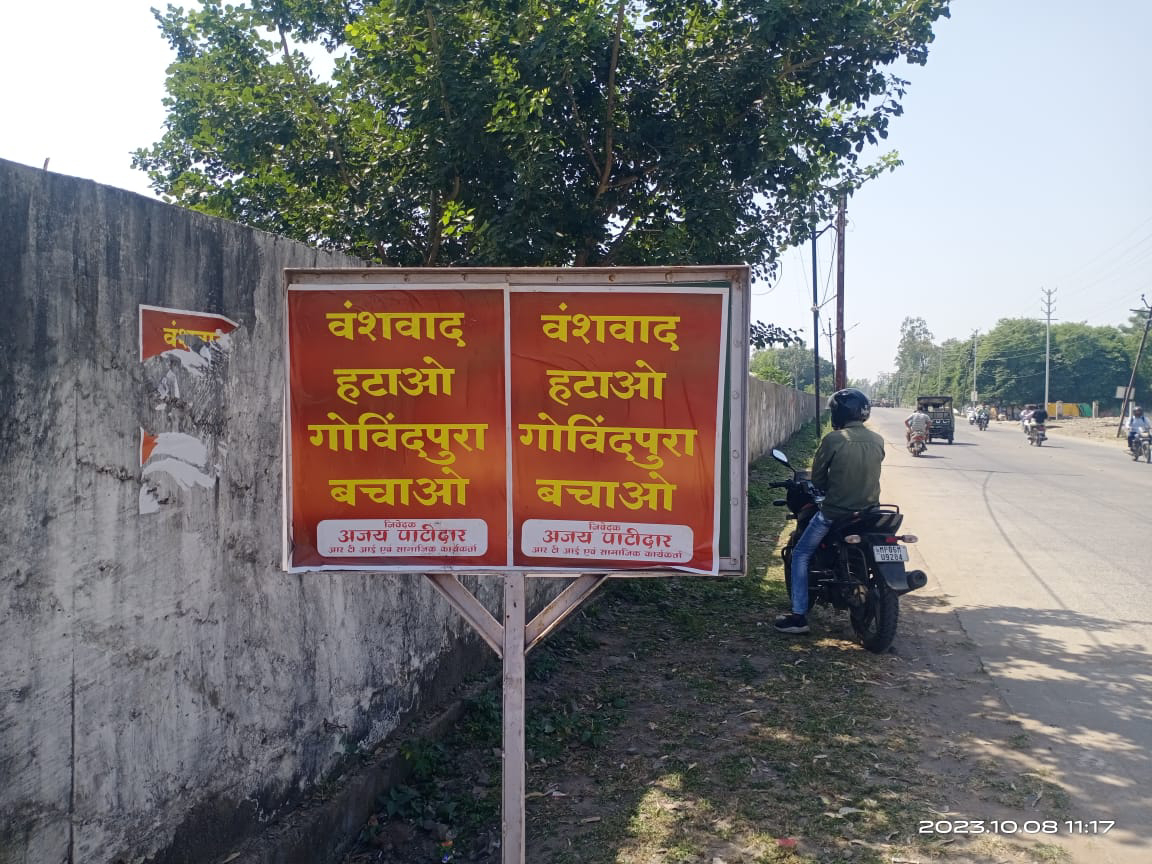 वंशवाद
हटाओ
गोविंदपुरा
बचाओ
निवेदक
अजय पाटीदार
आर टी आई एवं सामाजिक कार्यकर्ता
वंशवाद
हटाओ
गोविंदपुरा
बचाओ
निवेदक
अजय पाटीदार
आर टी आई एवं सामाजिक कार्यकर्ता
2023.10.08 11:17